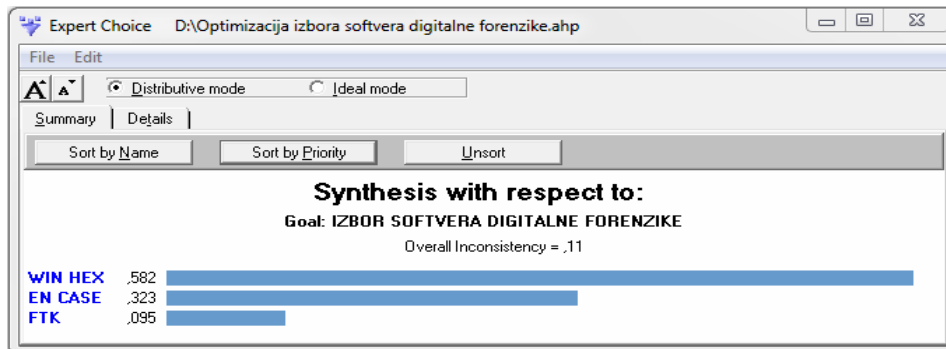 Expert Choice D:\Optimizacija izbora softvera digitalne forenzike.ahp
File Edit
A A Distributive mode Ideal mode
Summary Details
Sort by Name Sort by Priority Unsort
Synthesis with respect to:
Goal: IZBOR SOFTVERA DIGITALNE FORENZIKE
Overall Inconsistency = ,11
WIN HEX ,582
EN CASE ,323
FTK ,095